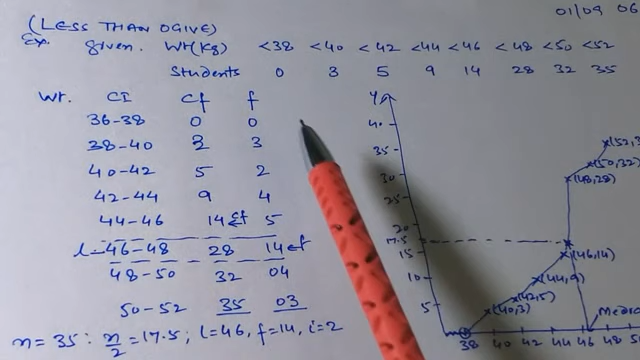 (LESS THAN OGIVE)
01/09 06
Ex. given. Wt(Kg) <38 <40 <42 <44 <46 <48 <50 <52
Students 0 3 5 9 14 28 32 35
Wt. CI Cf f
36-38 0 0
38-40 3 3
40-42 5 2
42-44 9 4
44-46 14 ← cf 5
l = 46-48 28 14 ← f
48-50 32 04
50-52 35 03
n = 35 : n/2 = 17.5; l=46, f=14, i=2
Y
40
35
30
25
20
17.5
15
10
5
(52,3
(50,32)
(48,28)
(46,14)
(44,9)
(42,5)
(40,3)
Media
38 40 42 44 46 48 5